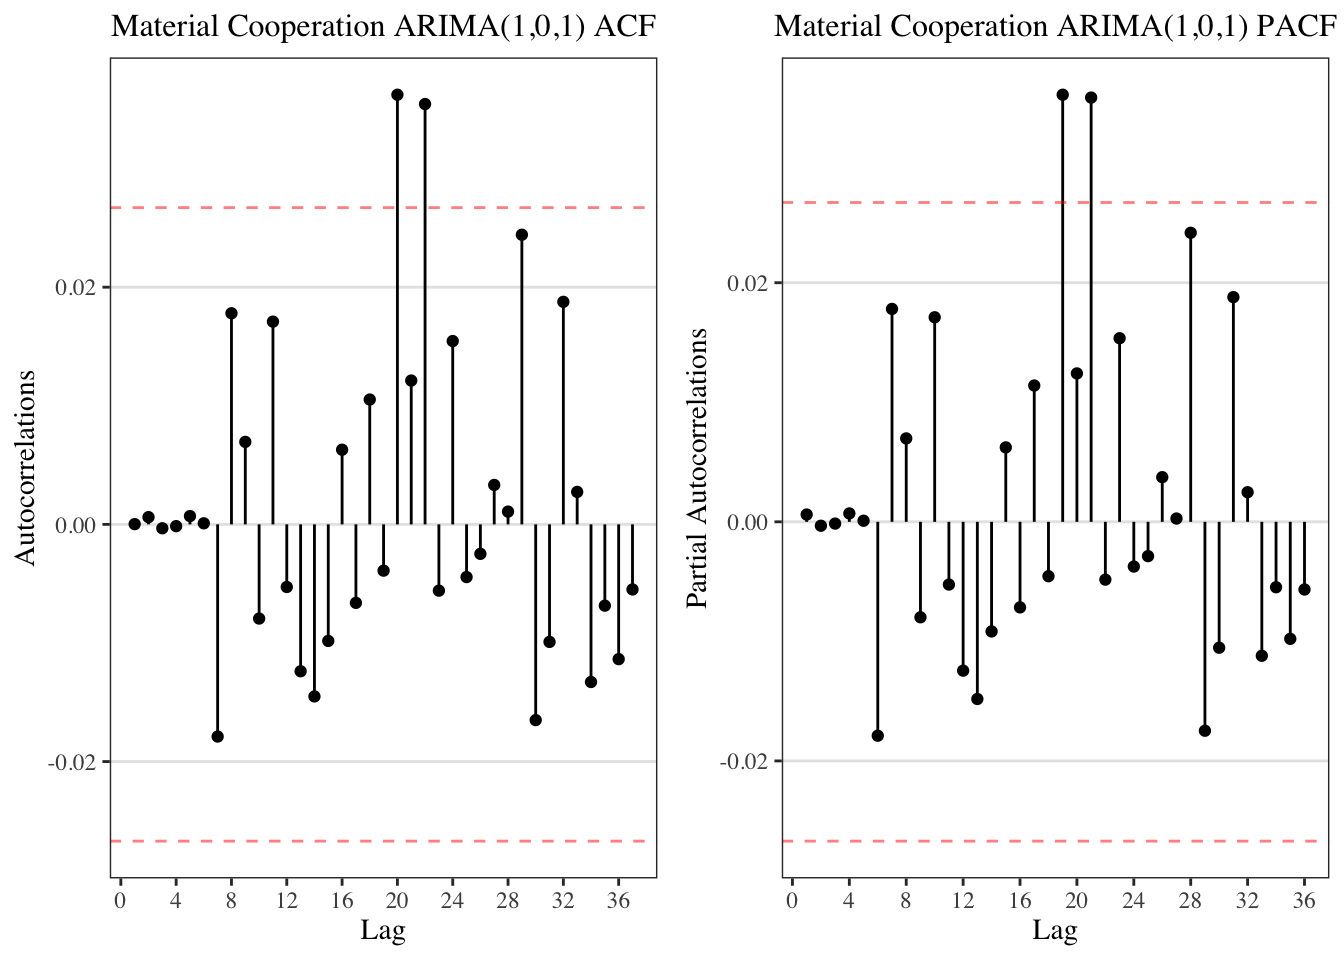 Material Cooperation ARIMA(1,0,1) ACF
Autocorrelations
0.02
0.00
-0.02
0 4 8 12 16 20 24 28 32 36
Lag
Material Cooperation ARIMA(1,0,1) PACF
Partial Autocorrelations
0.02
0.00
-0.02
0 4 8 12 16 20 24 28 32 36
Lag